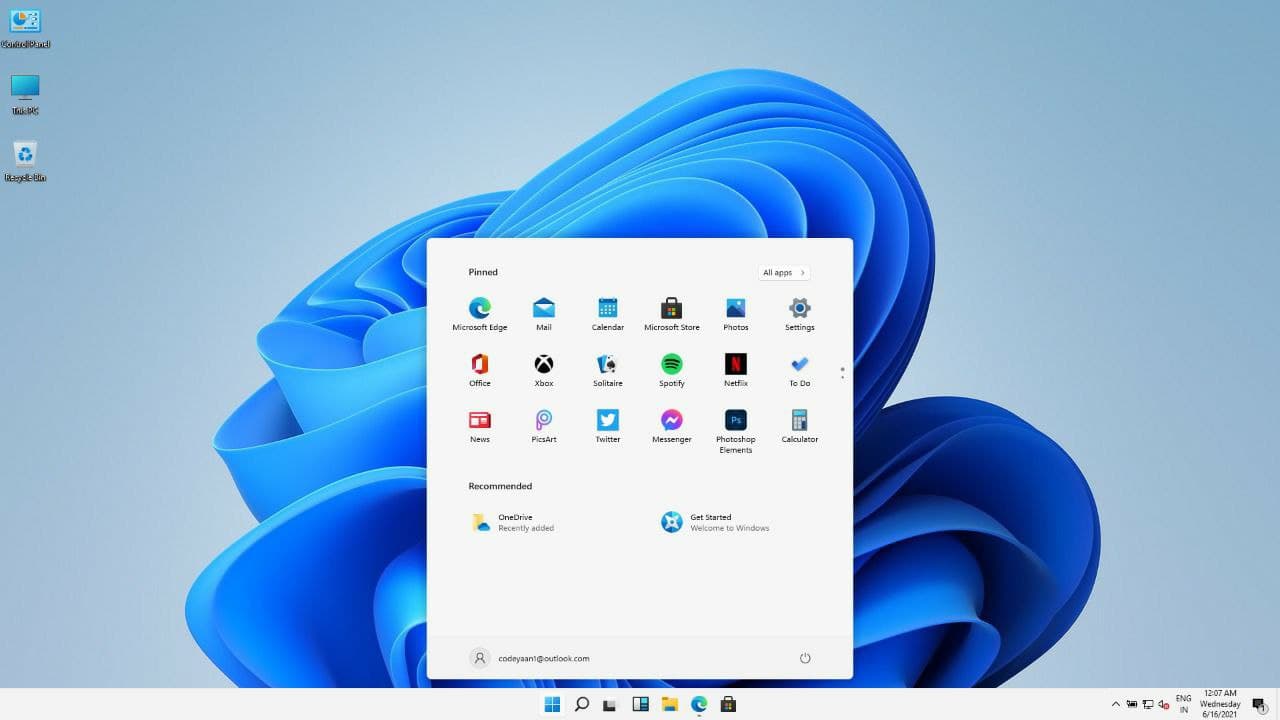 Control Panel
This PC
Recycle Bin
Pinned
All apps
Microsoft Edge
Mail
Calendar
Microsoft Store
Photos
Settings
Office
Xbox
Solitaire
Spotify
Netflix
To Do
News
PicsArt
Twitter
Messenger
Photoshop
Elements
Calculator
Ps
Recommended
OneDrive
Recently added
Get Started
Welcome to Windows
codeyaan1@outlook.com
ENG
IN
12:07 AM
Wednesday
6/16/2021